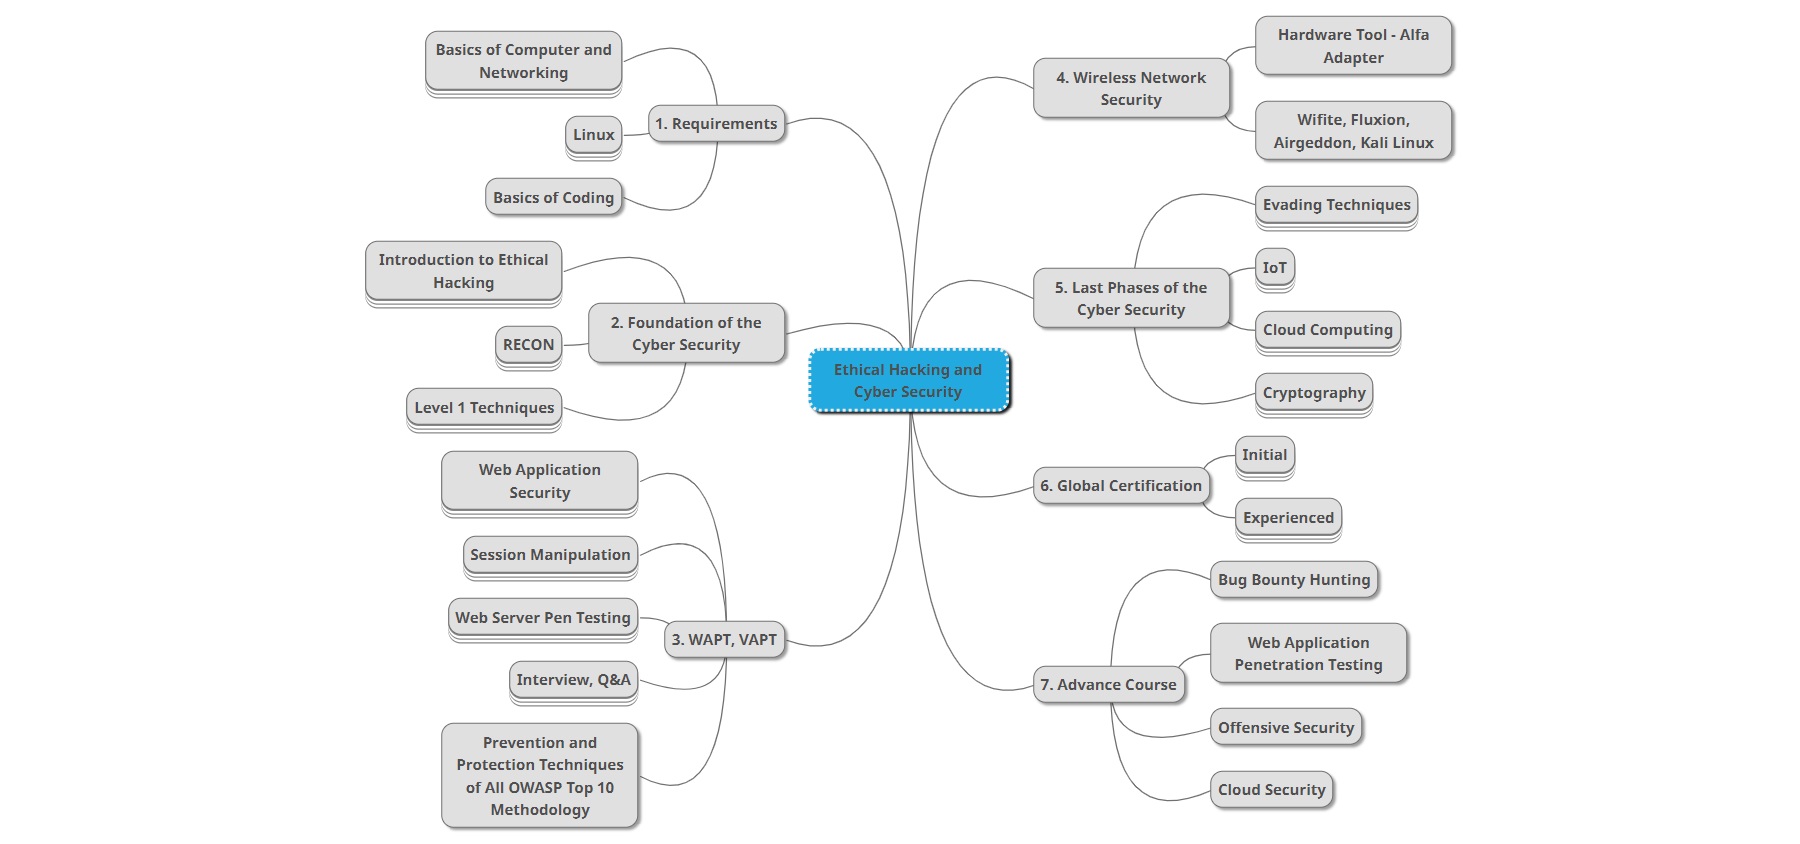 Ethical Hacking and
Cyber Security
1. Requirements
Basics of Computer and
Networking
Linux
Basics of Coding
2. Foundation of the
Cyber Security
Introduction to Ethical
Hacking
RECON
Level 1 Techniques
3. WAPT, VAPT
Web Application
Security
Session Manipulation
Web Server Pen Testing
Interview, Q&A
Prevention and
Protection Techniques
of All OWASP Top 10
Methodology
4. Wireless Network
Security
Hardware Tool - Alfa
Adapter
Wifite, Fluxion,
Airgeddon, Kali Linux
5. Last Phases of the
Cyber Security
Evading Techniques
IoT
Cloud Computing
Cryptography
6. Global Certification
Initial
Experienced
7. Advance Course
Bug Bounty Hunting
Web Application
Penetration Testing
Offensive Security
Cloud Security